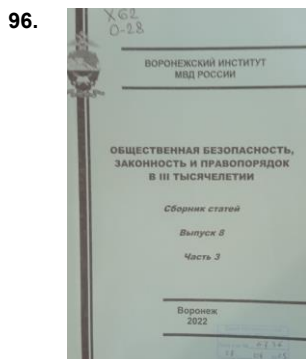 96.
Х62
О-28
ВОРОНЕЖСКИЙ ИНСТИТУТ
МВД РОССИИ
ОБЩЕСТВЕННАЯ БЕЗОПАСНОСТЬ,
ЗАКОННОСТЬ И ПРАВОПОРЯДОК
В III ТЫСЯЧЕЛЕТИИ
Сборник статей
Выпуск 8
Часть 3
Воронеж
2022